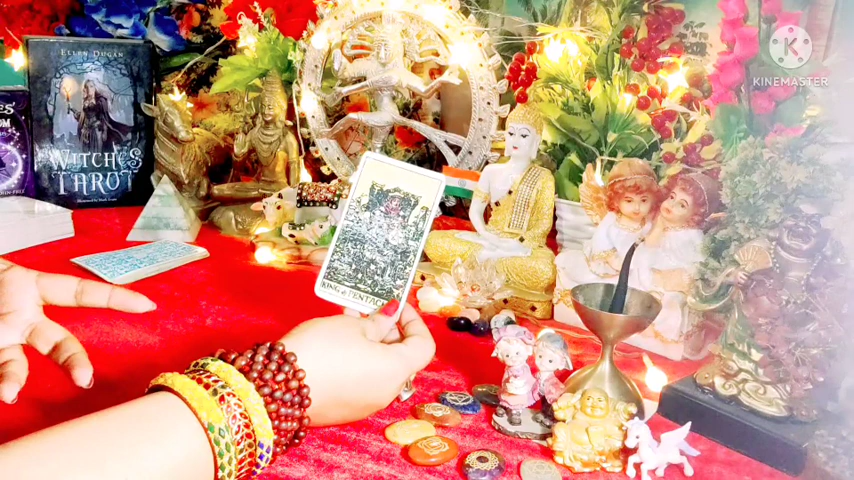 ELLEN DUGAN
WITCHES
TAROT
KING of PENTACLES
KINEMASTER